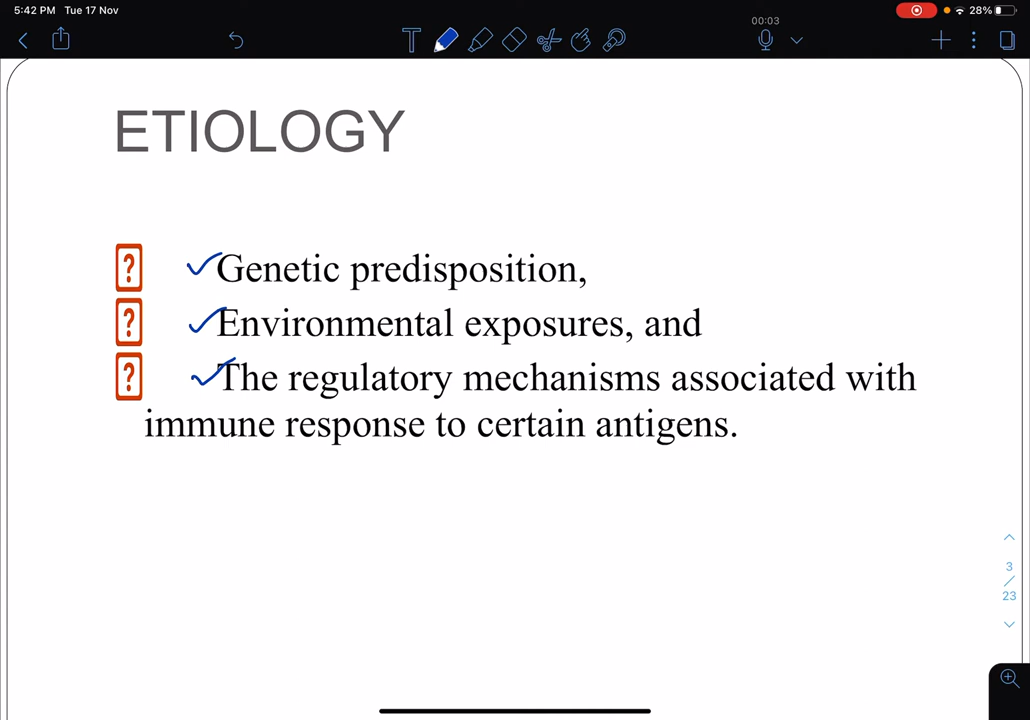 5:42 PM Tue 17 Nov
28%
00:03
T
ETIOLOGY
? Genetic predisposition,
? Environmental exposures, and
? The regulatory mechanisms associated with
immune response to certain antigens.
3
/
23